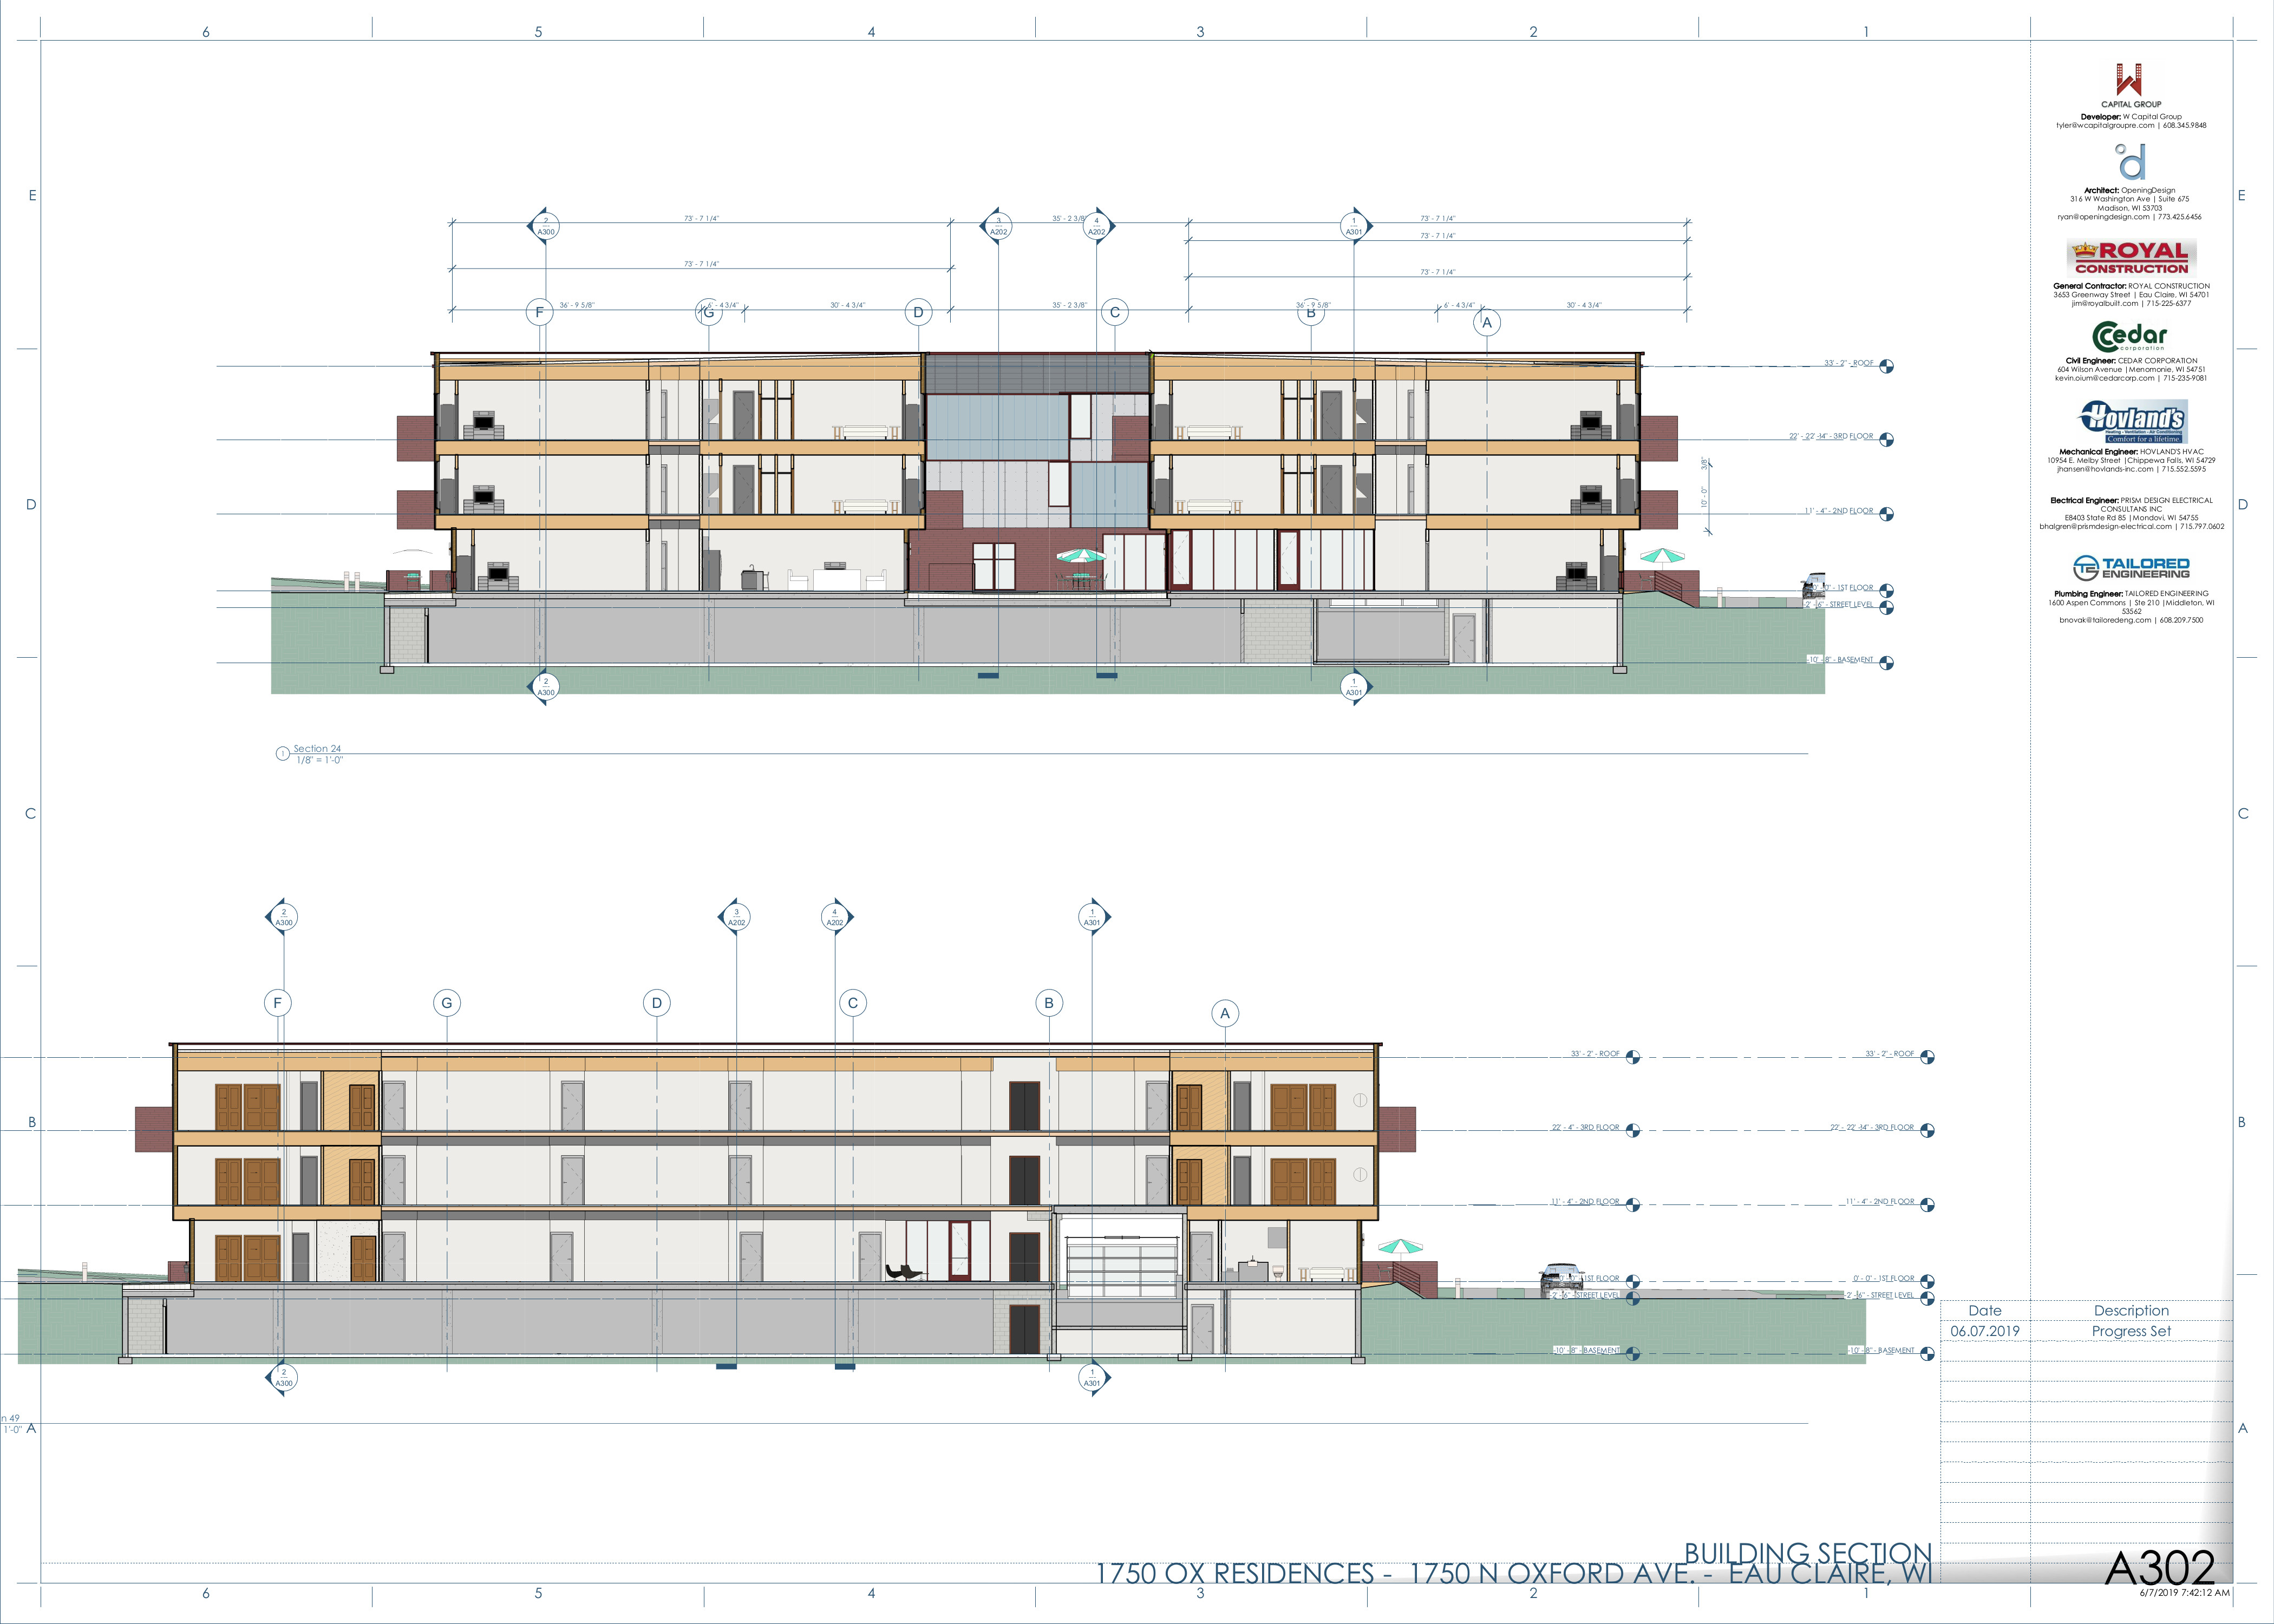 6 5 4 3 2 1
E E
D D
C C
B B
A A
CAPITAL GROUP
Developer: W Capital Group
tyler@wcapitalgroupre.com | 608.345.9848
d
Architect: OpeningDesign
316 W Washington Ave | Suite 675
Madison, WI 53703
ryan@openingdesign.com | 773.425.6456
ROYAL
CONSTRUCTION
General Contractor: ROYAL CONSTRUCTION
3653 Greenway Street | Eau Claire, WI 54701
jim@royalbuilt.com | 715-225-6377
Cedar
corporation
Civil Engineer: CEDAR CORPORATION
604 Wilson Avenue |Menomonie, WI 54751
kevin.oium@cedarcorp.com | 715-235-9081
Hovland's
Heating - Ventilation - Air Conditioning
Comfort for a lifetime.
Mechanical Engineer: HOVLAND'S HVAC
10954 E. Melby Street |Chippewa Falls, WI 54729
jhansen@hovlands-inc.com | 715.552.5595
Electrical Engineer: PRISM DESIGN ELECTRICAL
CONSULTANS INC
E8403 State Rd 85 |Mondovi, WI 54755
bhalgren@prismdesign-electrical.com | 715.797.0602
TAILORED
ENGINEERING
Plumbing Engineer: TAILORED ENGINEERING
1600 Aspen Commons | Ste 210 |Middleton, WI
53562
bnovak@tailoredeng.com | 608.209.7500
73' - 7 1/4" 35' - 2 3/8" 73' - 7 1/4"
2 A300 3 A202 4 A202 1 A301
73' - 7 1/4"
73' - 7 1/4"
73' - 7 1/4"
36' - 9 5/8" 6' - 4 3/4" 30' - 4 3/4" 35' - 2 3/8" 36' - 9 5/8" 6' - 4 3/4" 30' - 4 3/4"
F G D C B A
33' - 2" - ROOF
22' - 4" - 3RD FLOOR
10' - 0 3/8"
11' - 4" - 2ND FLOOR
0' - 0" - 1ST FLOOR
-2' - 6" - STREET LEVEL
-10' - 8" - BASEMENT
2 A300 1 A301
1 Section 24
1/8" = 1'-0"
2 A300 3 A202 4 A202 1 A301
F G D C B A
33' - 2" - ROOF 33' - 2" - ROOF
22' - 4" - 3RD FLOOR 22' - 4" - 3RD FLOOR
11' - 4" - 2ND FLOOR 11' - 4" - 2ND FLOOR
0' - 0" - 1ST FLOOR 0' - 0" - 1ST FLOOR
-2' - 6" - STREET LEVEL -2' - 6" - STREET LEVEL
-10' - 8" - BASEMENT -10' - 8" - BASEMENT
2 A300 1 A301
n 49
1'-0"
Date Description
06.07.2019 Progress Set
BUILDING SECTION
1750 OX RESIDENCES - 1750 N OXFORD AVE. - EAU CLAIRE, WI
A302
6/7/2019 7:42:12 AM
6 5 4 3 2 1